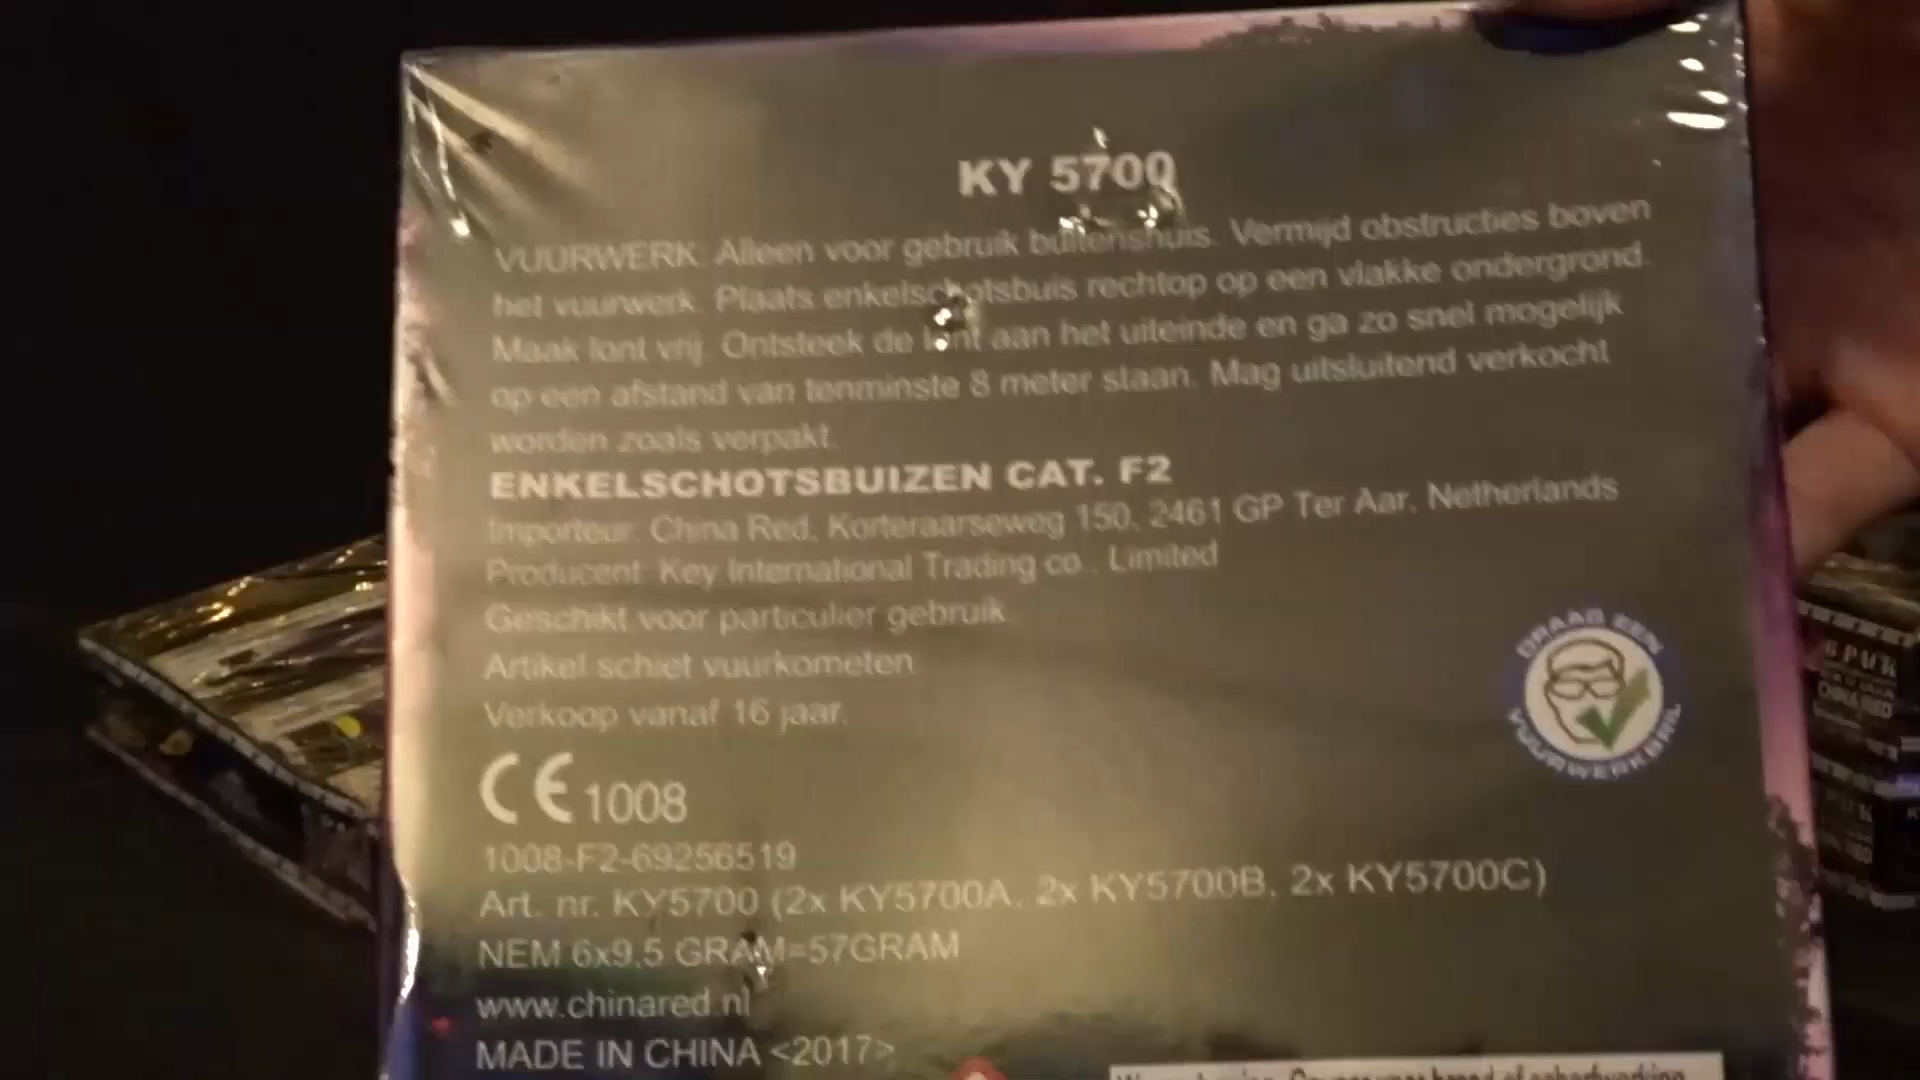 KY 5700
VUURWERK. Alleen voor gebruik buitenshuis. Vermijd obstructies boven
het vuurwerk. Plaats enkelschotsbuis rechtop op een vlakke ondergrond.
Maak lont vrij. Ontsteek de lont aan het uiteinde en ga zo snel mogelijk
op een afstand van tenminste 8 meter staan. Mag uitsluitend verkocht
worden zoals verpakt.
ENKELSCHOTSBUIZEN CAT. F2
Importeur: China Red, Korteraarseweg 150, 2461 GP Ter Aar, Netherlands
Producent: Key International Trading co., Limited
Geschikt voor particulier gebruik
Artikel schiet vuurkometen
Verkoop vanaf 16 jaar.
DRAAG EEN
VUURWERKBRIL
CE 1008
1008-F2-69256519
Art. nr. KY5700 (2x KY5700A, 2x KY5700B, 2x KY5700C)
NEM 6x9,5 GRAM=57GRAM
www.chinared.nl
MADE IN CHINA <2017>
6 PACK
CHINA RED